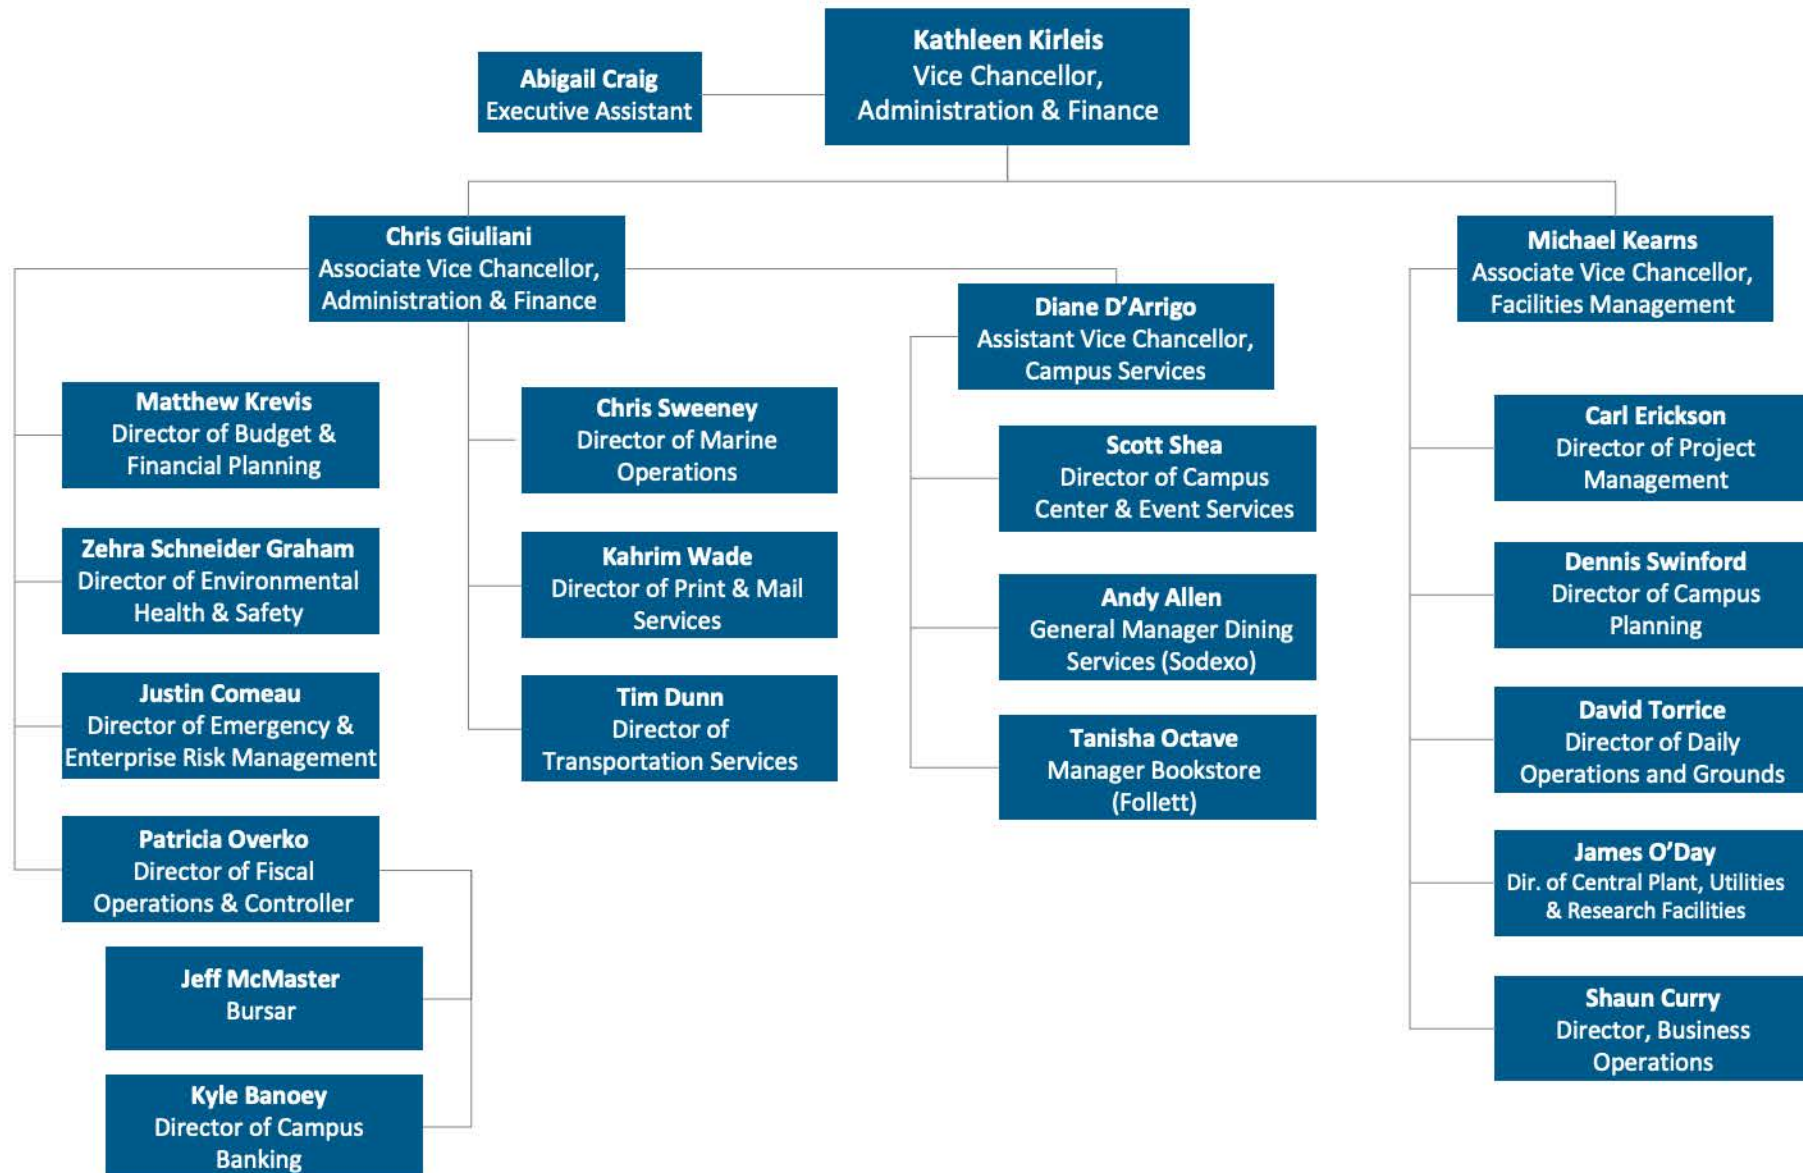 Kathleen Kirleis
Vice Chancellor,
Administration & Finance
Abigail Craig
Executive Assistant
Chris Giuliani
Associate Vice Chancellor,
Administration & Finance
Matthew Krevis
Director of Budget &
Financial Planning
Zehra Schneider Graham
Director of Environmental
Health & Safety
Justin Comeau
Director of Emergency &
Enterprise Risk Management
Patricia Overko
Director of Fiscal
Operations & Controller
Jeff McMaster
Bursar
Kyle Banoey
Director of Campus
Banking
Chris Sweeney
Director of Marine
Operations
Kahrim Wade
Director of Print & Mail
Services
Tim Dunn
Director of
Transportation Services
Diane D’Arrigo
Assistant Vice Chancellor,
Campus Services
Scott Shea
Director of Campus
Center & Event Services
Andy Allen
General Manager Dining
Services (Sodexo)
Tanisha Octave
Manager Bookstore
(Follett)
Michael Kearns
Associate Vice Chancellor,
Facilities Management
Carl Erickson
Director of Project
Management
Dennis Swinford
Director of Campus
Planning
David Torrice
Director of Daily
Operations and Grounds
James O’Day
Dir. of Central Plant, Utilities
& Research Facilities
Shaun Curry
Director, Business
Operations